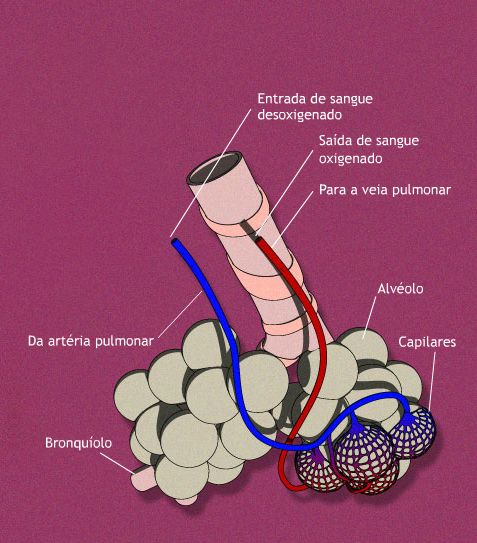 Entrada de sangue
desoxigenado
Saída de sangue
oxigenado
Para a veia pulmonar
Alvéolo
Da artéria pulmonar
Capilares
Bronquíolo